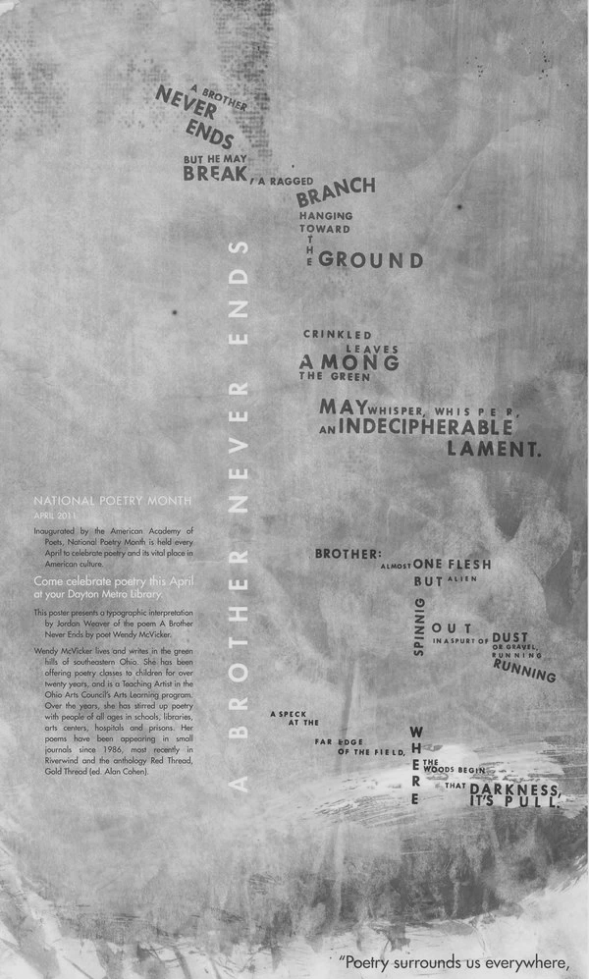 A BROTHER
NEVER
ENDS
BUT HE MAY
BREAK, A RAGGED
BRANCH
HANGING
TOWARD
THE
GROUND
CRINKLED
LEAVES
AMONG
THE GREEN
MAY WHISPER, WHISPER,
AN INDECIPHERABLE
LAMENT.
BROTHER:
ALMOST ONE FLESH
BUT ALIEN
SPINNIG
OUT
IN A SPURT OF DUST
OR GRAVEL,
RUNNING
RUNNING
A SPECK
AT THE
FAR EDGE
OF THE FIELD,
WHERE
THE
WOODS BEGIN
THAT DARKNESS,
IT'S PULL.
A BROTHER NEVER ENDS
NATIONAL POETRY MONTH
APRIL 2011
Inaugurated by the American Academy of
Poets, National Poetry Month is held every
April to celebrate poetry and its vital place in
American culture.
Come celebrate poetry this April
at your Dayton Metro Library.
This poster presents a typographic interpretation
by Jordan Weaver of the poem A Brother
Never Ends by poet Wendy McVicker.
Wendy McVicker lives and writes in the green
hills of southeastern Ohio. She has been
offering poetry classes to children for over
twenty years, and is a Teaching Artist in the
Ohio Arts Council's Arts Learning program.
Over the years, she has stirred up poetry
with people of all ages in schools, libraries,
arts centers, hospitals and prisons. Her
poems have been appearing in small
journals since 1986, most recently in
Riverwind and the anthology Red Thread,
Gold Thread (ed. Alan Cohen).
"Poetry surrounds us everywhere,